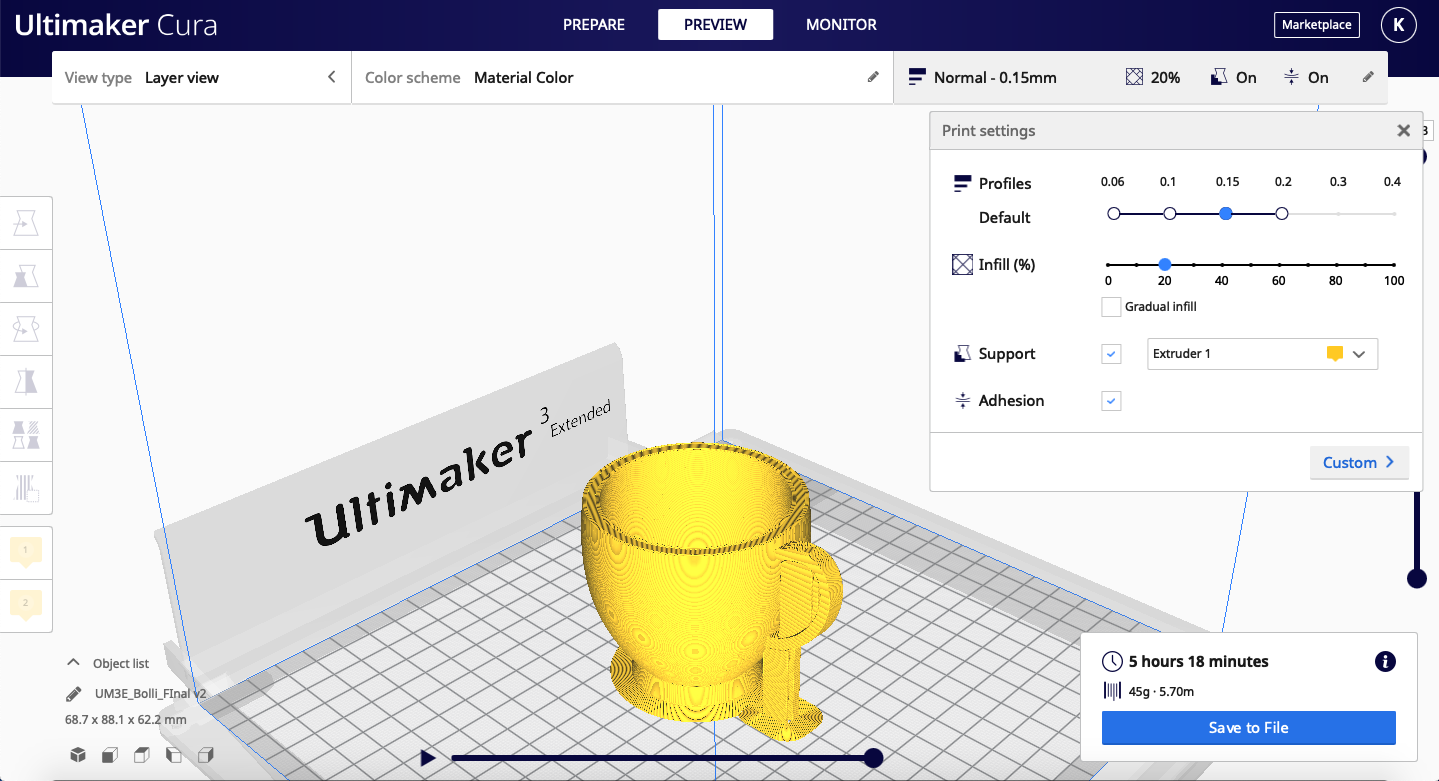 Ultimaker Cura
PREPARE
PREVIEW
MONITOR
Marketplace
K
View type Layer view
Color scheme Material Color
Normal - 0.15mm
20%
On
On
Print settings
Profiles
0.06 0.1 0.15 0.2 0.3 0.4
Default
Infill (%)
0 20 40 60 80 100
Gradual infill
Support
Extruder 1
Adhesion
Custom
Ultimaker 3 Extended
1
2
Object list
UM3E_Bolli_FInal v2
68.7 x 88.1 x 62.2 mm
5 hours 18 minutes
45g · 5.70m
Save to File